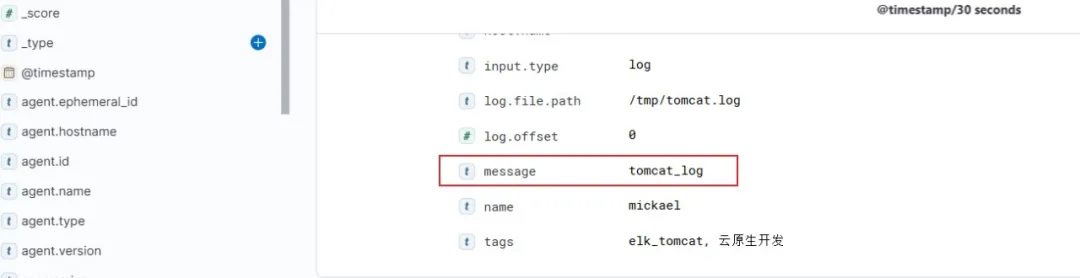 _score
_type
@timestamp
agent.ephemeral_id
agent.hostname
agent.id
agent.name
agent.type
agent.version
@timestamp/30 seconds
input.type log
log.file.path /tmp/tomcat.log
log.offset 0
message tomcat_log
name mickael
tags elk_tomcat, 云原生开发